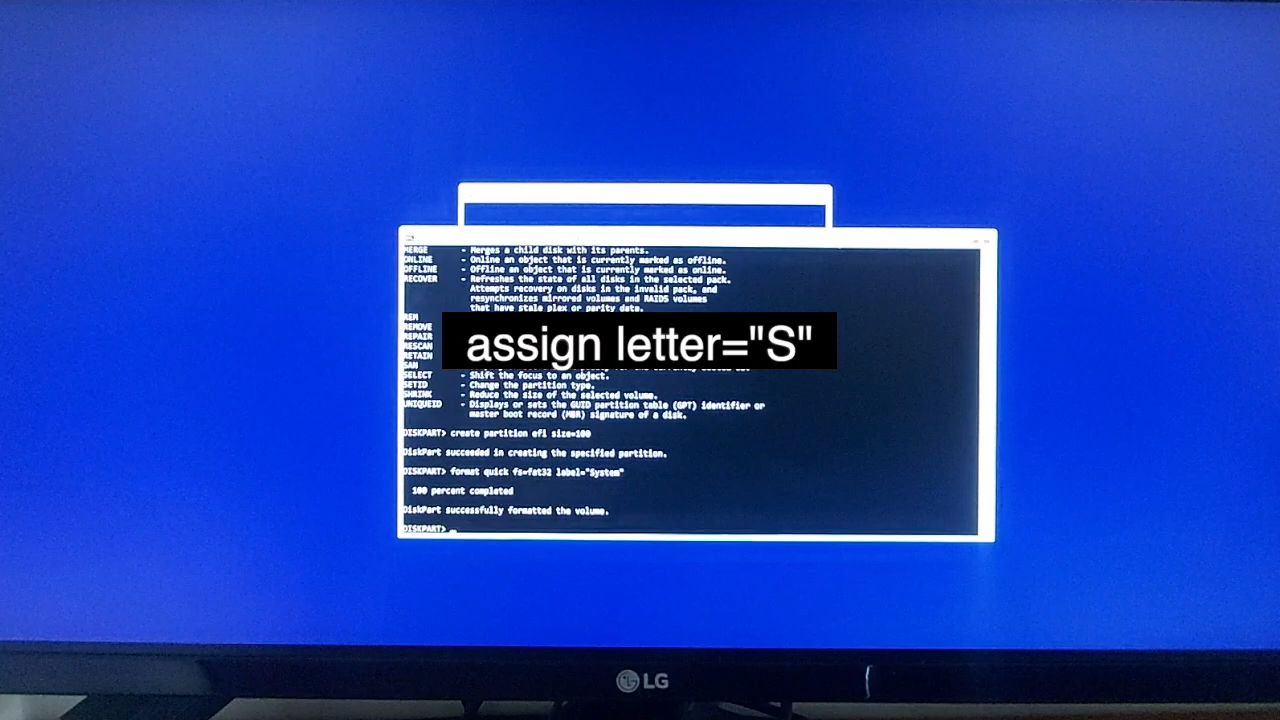 MERGE - Merges a child disk with its parents.
ONLINE - Online an object that is currently marked as offline.
OFFLINE - Offline an object that is currently marked as online.
RECOVER - Refreshes the state of all disks in the selected pack.
Attempts recovery on disks in the invalid pack, and
resynchronizes mirrored volumes and RAID5 volumes
that have stale plex or parity data.
REM
REMOVE
REPAIR
RESCAN
RETAIN
SAN
assign letter="S"
SELECT - Shift the focus to an object.
SETID - Change the partition type.
SHRINK - Reduce the size of the selected volume.
UNIQUEID - Displays or sets the GUID partition table (GPT) identifier or
master boot record (MBR) signature of a disk.
DISKPART> create partition efi size=100
DiskPart succeeded in creating the specified partition.
DISKPART> format quick fs=fat32 label="System"
100 percent completed
DiskPart successfully formatted the volume.
DISKPART> _
LG